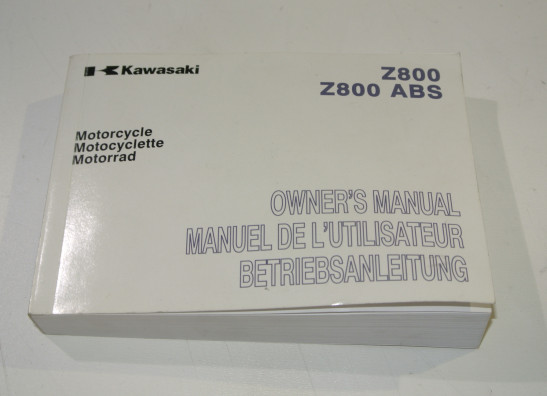 Kawasaki
Z800
Z800 ABS
Motorcycle
Motocyclette
Motorrad
OWNER'S MANUAL
MANUEL DE L'UTILISATEUR
BETRIEBSANLEITUNG